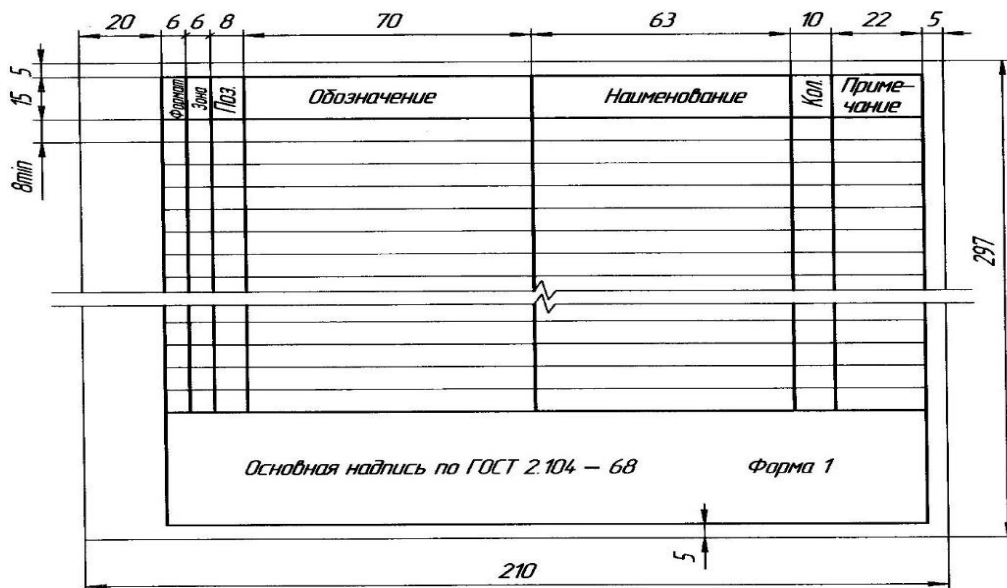 20 6 6 8 70 63 10 22 5
5
15
8min
Формат
Зона
Поз.
Обозначение
Наименование
Кол.
Приме-
чание
297
Основная надпись по ГОСТ 2.104 – 68 Форма 1
5
210